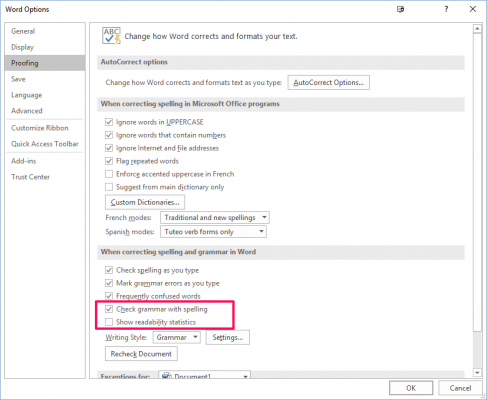 Word Options
General
Display
Proofing
Save
Language
Advanced
Customize Ribbon
Quick Access Toolbar
Add-ins
Trust Center
ABC
Change how Word corrects and formats your text.
AutoCorrect options
Change how Word corrects and formats text as you type: AutoCorrect Options...
When correcting spelling in Microsoft Office programs
Ignore words in UPPERCASE
Ignore words that contain numbers
Ignore Internet and file addresses
Flag repeated words
Enforce accented uppercase in French
Suggest from main dictionary only
Custom Dictionaries...
French modes: Traditional and new spellings
Spanish modes: Tuteo verb forms only
When correcting spelling and grammar in Word
Check spelling as you type
Mark grammar errors as you type
Frequently confused words
Check grammar with spelling
Show readability statistics
Writing Style: Grammar Settings...
Recheck Document
Exceptions for: Document1
OK Cancel